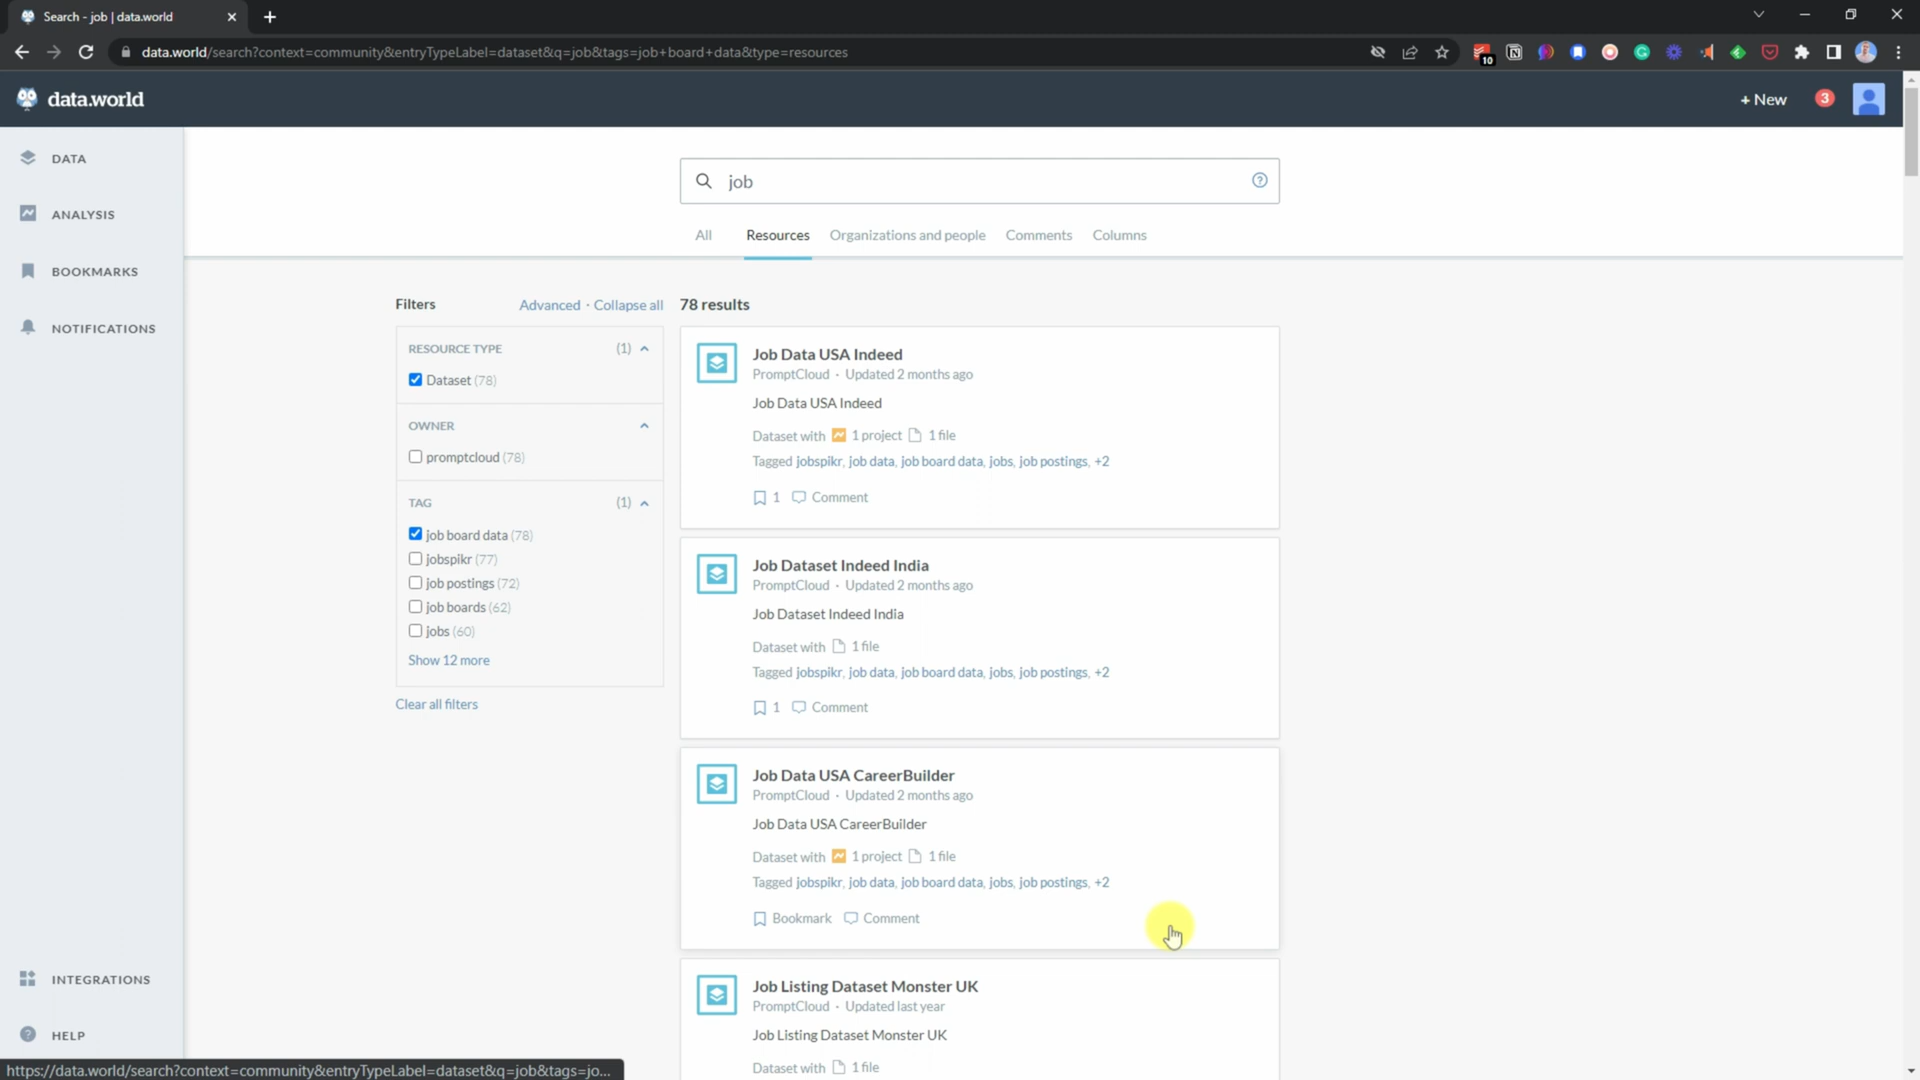 Search - job | data.world
data.world/search?context=community&entryTypeLabel=dataset&q=job&tags=job+board+data&type=resources
10
data.world
+ New
3
DATA
ANALYSIS
BOOKMARKS
NOTIFICATIONS
INTEGRATIONS
HELP
job
All Resources Organizations and people Comments Columns
Filters Advanced · Collapse all
RESOURCE TYPE (1)
Dataset (78)
OWNER
promptcloud (78)
TAG (1)
job board data (78)
jobspikr (77)
job postings (72)
job boards (62)
jobs (60)
Show 12 more
Clear all filters
78 results
Job Data USA Indeed
PromptCloud · Updated 2 months ago
Job Data USA Indeed
Dataset with 1 project 1 file
Tagged jobspikr, job data, job board data, jobs, job postings, +2
1 Comment
Job Dataset Indeed India
PromptCloud · Updated 2 months ago
Job Dataset Indeed India
Dataset with 1 file
Tagged jobspikr, job data, job board data, jobs, job postings, +2
1 Comment
Job Data USA CareerBuilder
PromptCloud · Updated 2 months ago
Job Data USA CareerBuilder
Dataset with 1 project 1 file
Tagged jobspikr, job data, job board data, jobs, job postings, +2
Bookmark Comment
Job Listing Dataset Monster UK
PromptCloud · Updated last year
Job Listing Dataset Monster UK
Dataset with 1 file
https://data.world/search?context=community&entryTypeLabel=dataset&q=job&tags=jo...